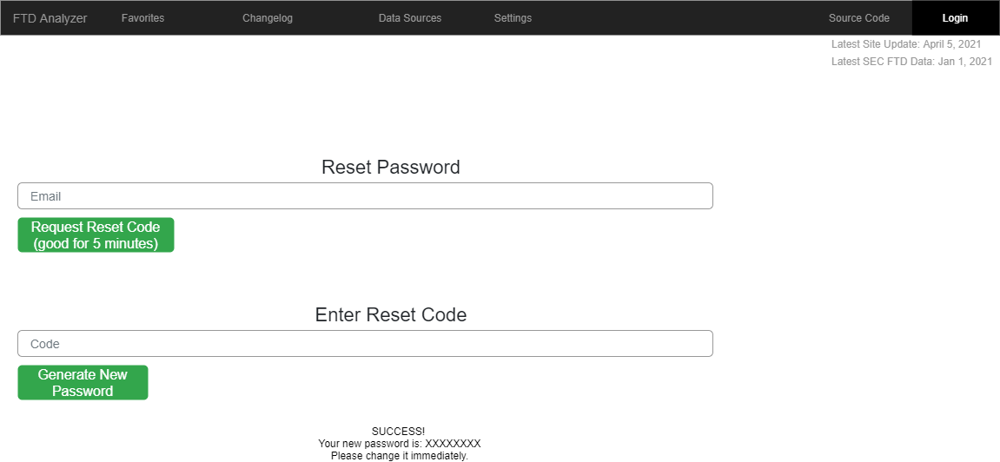 FTD Analyzer Favorites Changelog Data Sources Settings Source Code Login
Latest Site Update: April 5, 2021
Latest SEC FTD Data: Jan 1, 2021
Reset Password
Email
Request Reset Code
(good for 5 minutes)
Enter Reset Code
Code
Generate New
Password
SUCCESS!
Your new password is: XXXXXXXX
Please change it immediately.